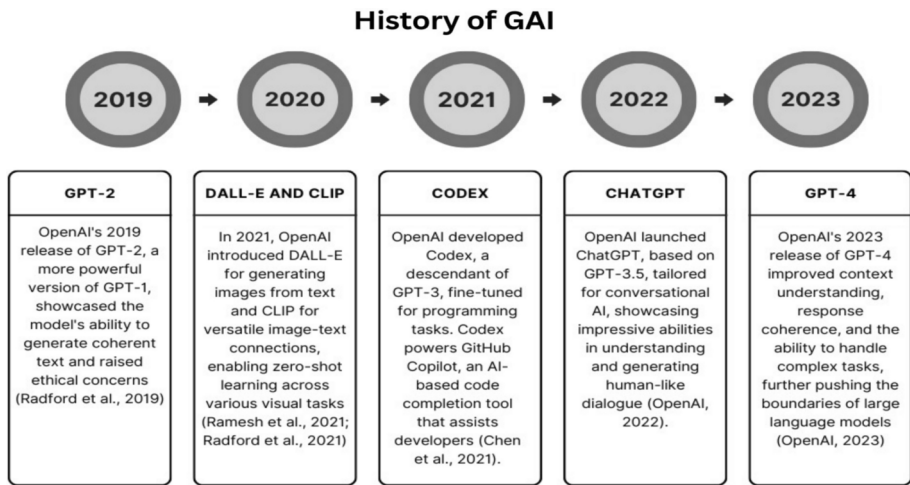 History of GAI
2019
2020
2021
2022
2023
GPT-2
OpenAI's 2019
release of GPT-2, a
more powerful
version of GPT-1,
showcased the
model's ability to
generate coherent
text and raised
ethical concerns
(Radford et al., 2019)
DALL-E AND CLIP
In 2021, OpenAI
introduced DALL-E
for generating
images from text
and CLIP for
versatile image-text
connections,
enabling zero-shot
learning across
various visual tasks
(Ramesh et al., 2021;
Radford et al., 2021)
CODEX
OpenAI developed
Codex, a
descendant of
GPT-3, fine-tuned
for programming
tasks. Codex
powers GitHub
Copilot, an AI-
based code
completion tool
that assists
developers (Chen
et al., 2021).
CHATGPT
OpenAI launched
ChatGPT, based on
GPT-3.5, tailored
for conversational
AI, showcasing
impressive abilities
in understanding
and generating
human-like
dialogue (OpenAI,
2022).
GPT-4
OpenAI's 2023
release of GPT-4
improved context
understanding,
response
coherence, and the
ability to handle
complex tasks,
further pushing the
boundaries of large
language models
(OpenAI, 2023)